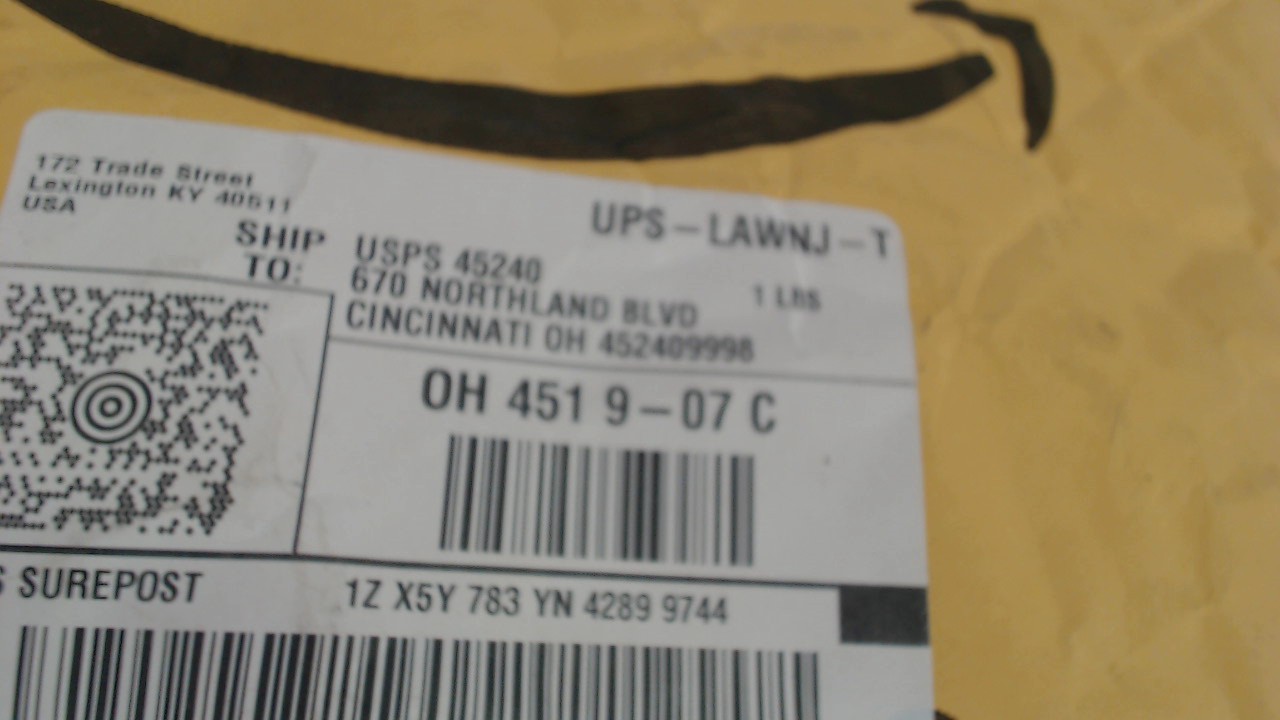 172 Trade Street
Lexington KY 40511
USA
UPS-LAWNJ-T
SHIP TO:
USPS 45240
1 LBS
670 NORTHLAND BLVD
CINCINNATI OH 452409998
OH 451 9-07 C
S SUREPOST
1Z X5Y 783 YN 4289 9744